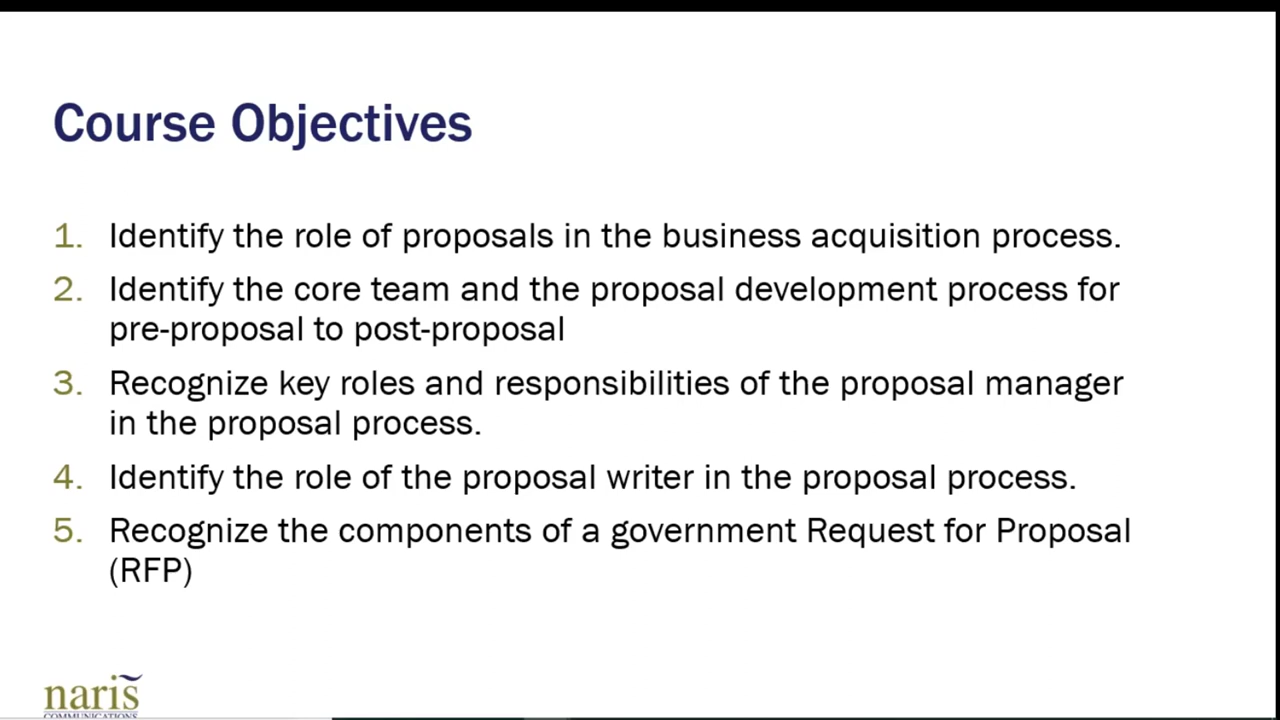 Course Objectives
1. Identify the role of proposals in the business acquisition process.
2. Identify the core team and the proposal development process for
pre-proposal to post-proposal
3. Recognize key roles and responsibilities of the proposal manager
in the proposal process.
4. Identify the role of the proposal writer in the proposal process.
5. Recognize the components of a government Request for Proposal
(RFP)
naris
COMMUNICATIONS